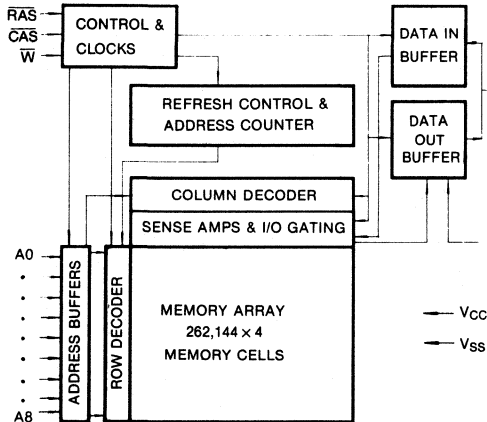 RAS
CAS
W
CONTROL &
CLOCKS
DATA IN
BUFFER
REFRESH CONTROL &
ADDRESS COUNTER
DATA
OUT
BUFFER
COLUMN DECODER
SENSE AMPS & I/O GATING
A0
A8
ADDRESS BUFFERS
ROW DECODER
MEMORY ARRAY
262,144 × 4
MEMORY CELLS
VCC
VSS